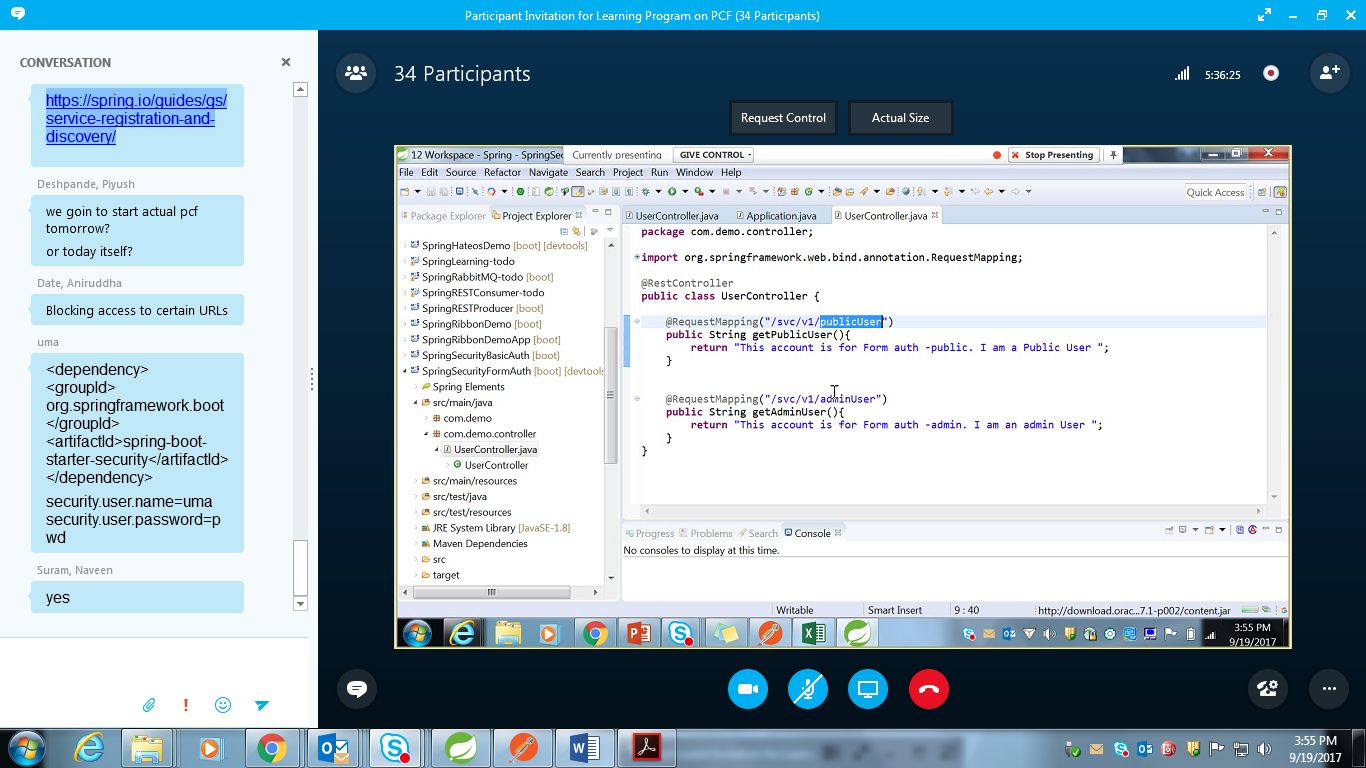 Participant Invitation for Learning Program on PCF (34 Participants)
CONVERSATION
https://spring.io/guides/gs/
service-registration-and-
discovery/
Deshpande, Piyush
we goin to start actual pcf
tomorrow?
or today itself?
Date, Aniruddha
Blocking access to certain URLs
uma
<dependency>
<groupId>
org.springframework.boot
</groupId>
<artifactId>spring-boot-
starter-security</artifactId>
</dependency>
security.user.name=uma
security.user.password=p
wd
Suram, Naveen
yes
34 Participants
5:36:25
Request Control
Actual Size
12 Workspace - Spring - SpringSec
Currently presenting
GIVE CONTROL
Stop Presenting
File Edit Source Refactor Navigate Search Project Run Window Help
Quick Access
Package Explorer Project Explorer
SpringHateosDemo [boot] [devtools]
SpringLearning-todo
SpringRabbitMQ-todo [boot]
SpringRESTConsumer-todo
SpringRESTProducer [boot]
SpringRibbonDemo [boot]
SpringRibbonDemoApp [boot]
SpringSecurityBasicAuth [boot]
SpringSecurityFormAuth [boot] [devtools
Spring Elements
src/main/java
com.demo
com.demo.controller
UserController.java
UserController
src/main/resources
src/test/java
src/test/resources
JRE System Library [JavaSE-1.8]
Maven Dependencies
src
target
UserController.java Application.java UserController.java
package com.demo.controller;
import org.springframework.web.bind.annotation.RequestMapping;
@RestController
public class UserController {
@RequestMapping("/svc/v1/publicUser")
public String getPublicUser(){
return "This account is for Form auth -public. I am a Public User ";
}
@RequestMapping("/svc/v1/adminUser")
public String getAdminUser(){
return "This account is for Form auth -admin. I am an admin User ";
}
}
Progress Problems Search Console
No consoles to display at this time.
Writable Smart Insert 9 : 40 http://download.orac...7.1-p002/content.jar
3:55 PM
9/19/2017
3:55 PM
9/19/2017